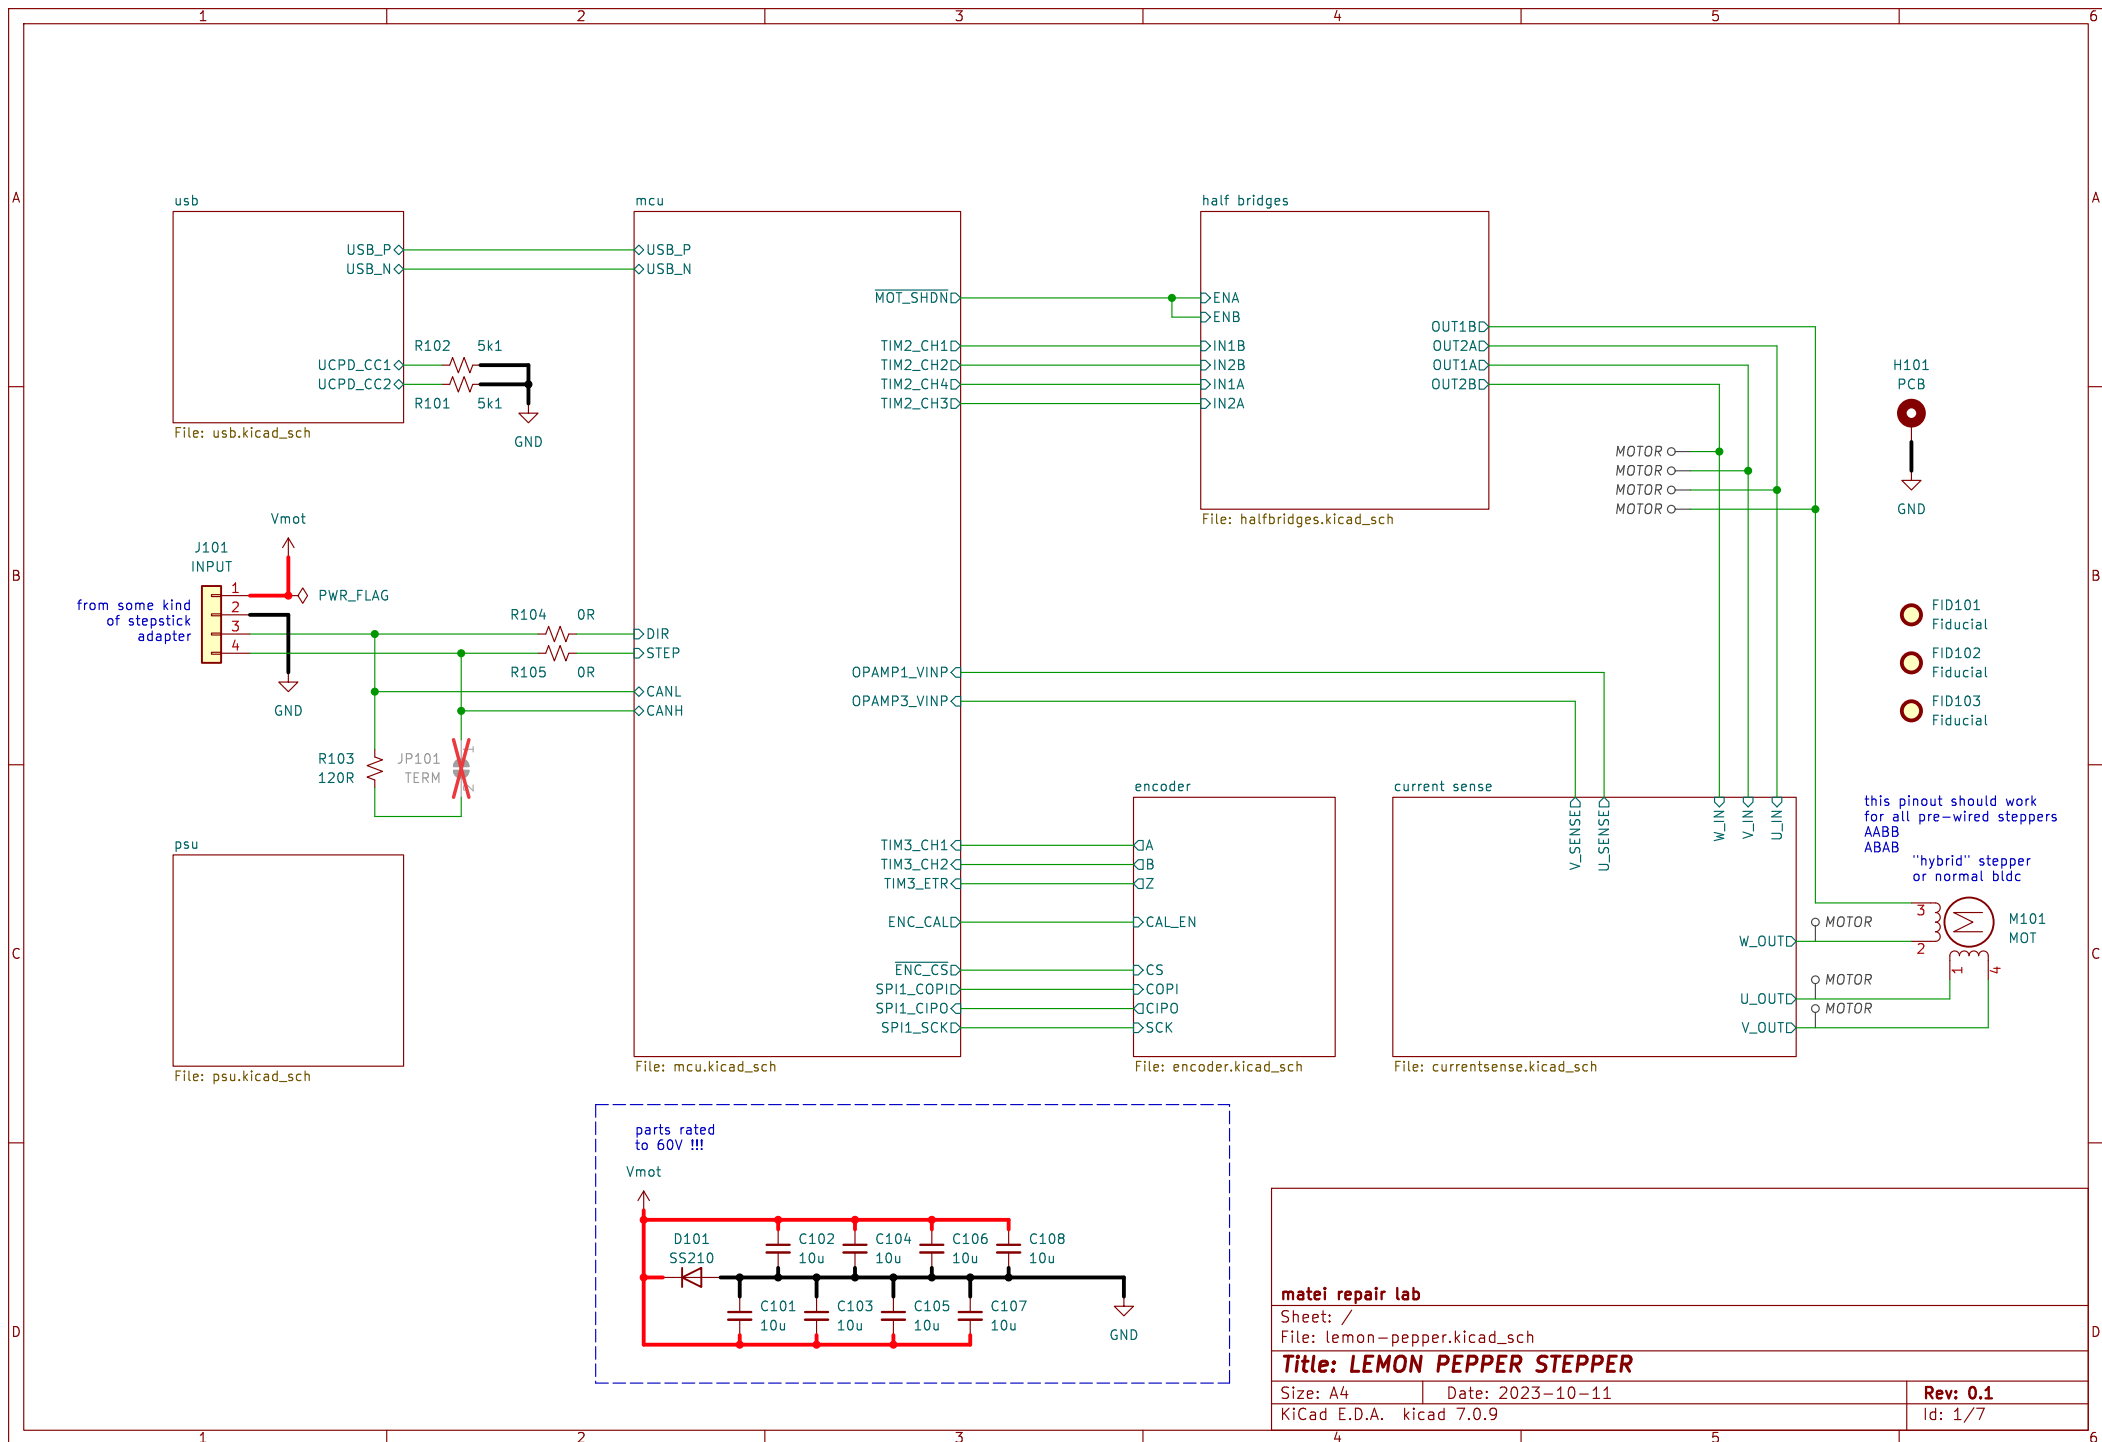 1 2 3 4 5 6
A A
B B
C C
D D
usb
USB_P
USB_N
UCPD_CC1
UCPD_CC2
File: usb.kicad_sch
R102 5k1
R101 5k1
GND
mcu
USB_P
USB_N
MOT_SHDN
TIM2_CH1
TIM2_CH2
TIM2_CH4
TIM2_CH3
DIR
STEP
CANL
CANH
OPAMP1_VINP
OPAMP3_VINP
TIM3_CH1
TIM3_CH2
TIM3_ETR
ENC_CAL
ENC_CS
SPI1_COPI
SPI1_CIPO
SPI1_SCK
File: mcu.kicad_sch
half bridges
ENA
ENB
IN1B
IN2B
IN1A
IN2A
OUT1B
OUT2A
OUT1A
OUT2B
File: halfbridges.kicad_sch
MOTOR
MOTOR
MOTOR
MOTOR
H101
PCB
GND
Vmot
J101
INPUT
1
2
3
4
PWR_FLAG
from some kind
of stepstick
adapter
GND
R104 0R
R105 0R
R103
120R
JP101
TERM
1
2
FID101
Fiducial
FID102
Fiducial
FID103
Fiducial
psu
File: psu.kicad_sch
encoder
A
B
Z
CAL_EN
CS
COPI
CIPO
SCK
File: encoder.kicad_sch
current sense
V_SENSE
U_SENSE
W_IN
V_IN
U_IN
W_OUT
U_OUT
V_OUT
File: currentsense.kicad_sch
this pinout should work
for all pre-wired steppers
AABB
ABAB
"hybrid" stepper
or normal bldc
MOTOR
MOTOR
MOTOR
3
2
1
4
M
M101
MOT
parts rated
to 60V !!!
Vmot
D101
SS210
C102
10u
C104
10u
C106
10u
C108
10u
C101
10u
C103
10u
C105
10u
C107
10u
GND
matei repair lab
Sheet: /
File: lemon-pepper.kicad_sch
Title: LEMON PEPPER STEPPER
Size: A4 Date: 2023-10-11 Rev: 0.1
KiCad E.D.A. kicad 7.0.9 Id: 1/7
1 2 3 4 5 6